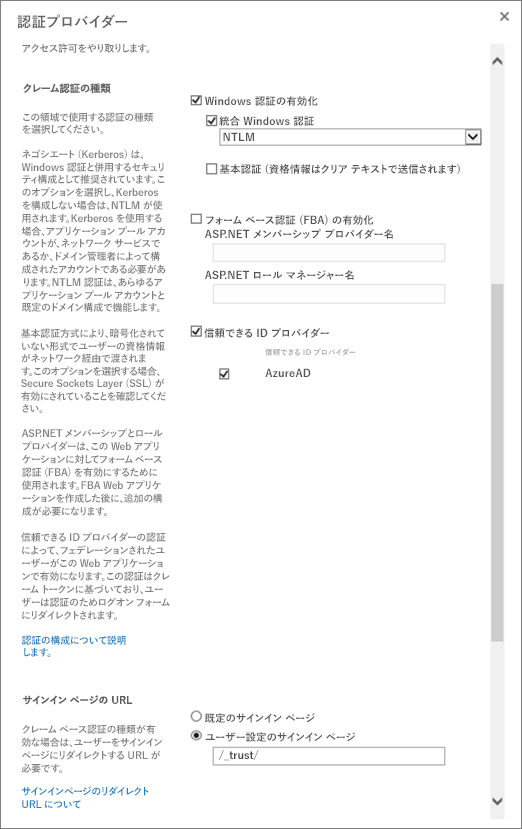 認証プロバイダー
アクセス許可をやり取りします。
クレーム認証の種類
この領域で使用する認証の種類
を選択してください。
ネゴシエート (Kerberos) は、
Windows 認証と併用するセキュリ
ティ構成として推奨されています。こ
のオプションを選択し、Kerberos
を構成しない場合は、NTLM が
使用されます。Kerberos を使用する
場合、アプリケーション プール アカ
ウントが、ネットワーク サービスで
あるか、ドメイン管理者によって構
成されたアカウントである必要があ
ります。NTLM 認証は、あらゆるア
プリケーション プール アカウントと
既定のドメイン構成で機能します。
基本認証方式により、暗号化されて
いない形式でユーザーの資格情報
がネットワーク経由で渡されま
す。このオプションを選択する場合、
Secure Sockets Layer (SSL) が
有効にされていることを確認してくだ
さい。
ASP.NET メンバーシップとロール
プロバイダーは、この Web アプリ
ケーションに対してフォーム ベース
認証 (FBA) を有効にするために
使用されます。FBA Web アプリケ
ーションを作成した後に、追加の構
成が必要になります。
信頼できる ID プロバイダーの認証
によって、フェデレーションされたユ
ーザーがこの Web アプリケーショ
ンで有効になります。この認証はクレ
ーム トークンに基づいており、ユー
ザーは認証のためログオン フォーム
にリダイレクトされます。
認証の構成について説明
します。
Windows 認証の有効化
統合 Windows 認証
NTLM
基本認証 (資格情報はクリア テキストで送信されます)
フォーム ベース認証 (FBA) の有効化
ASP.NET メンバーシップ プロバイダー名
ASP.NET ロール マネージャー名
信頼できる ID プロバイダー
信頼できる ID プロバイダー
AzureAD
サインイン ページの URL
クレーム ベース認証の種類が有
効な場合は、ユーザーをサインイン
ページにリダイレクトする URL が
必要です。
サインインページのリダイレクト
URL について
既定のサインイン ページ
ユーザー設定のサインイン ページ
/_trust/